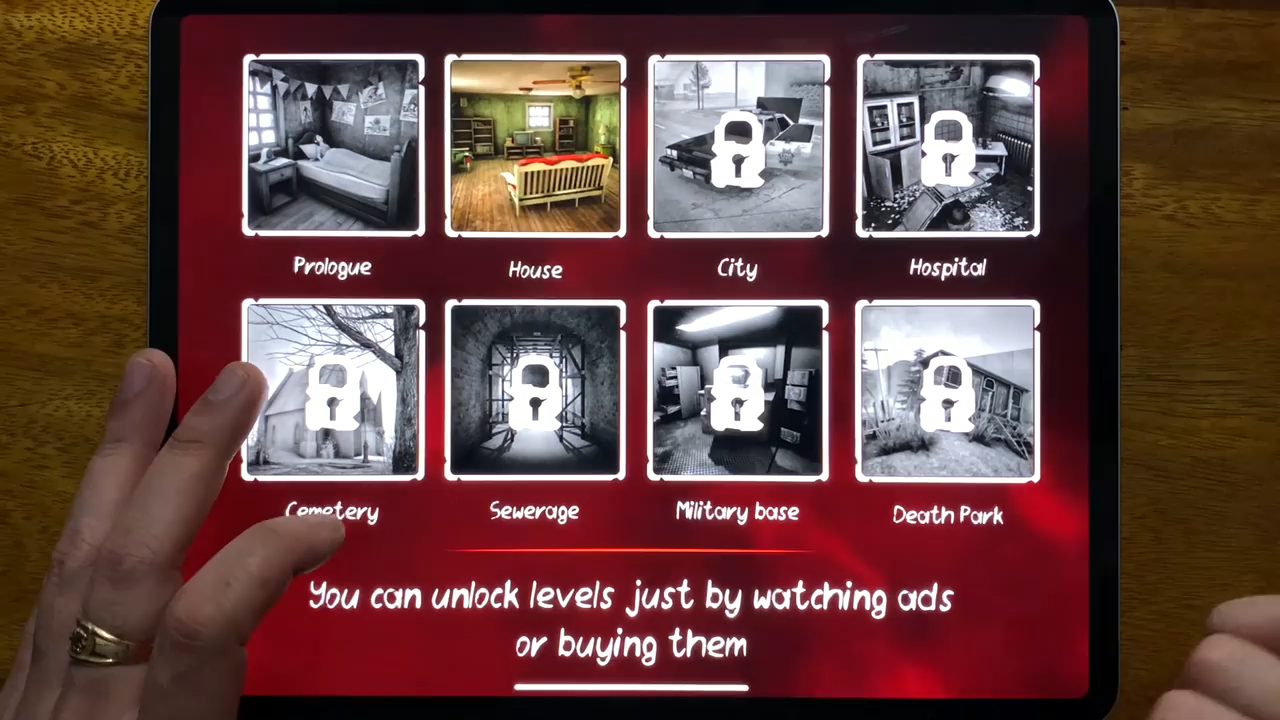 Prologue
House
City
Hospital
Cemetery
Sewerage
Military base
Death Park
You can unlock levels just by watching ads
or buying them